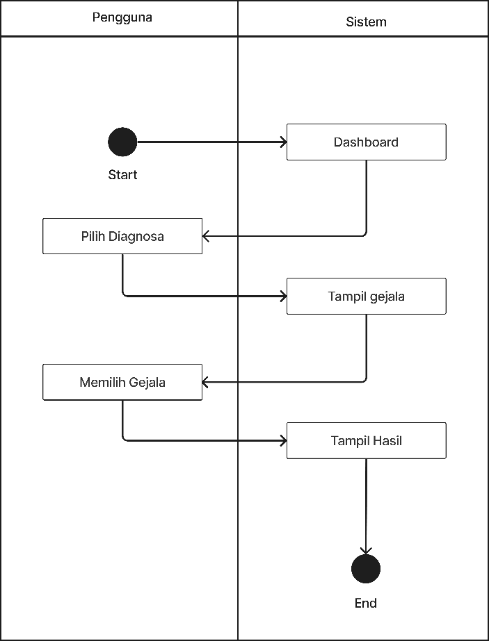 Pengguna
Sistem
Dashboard
Start
Pilih Diagnosa
Tampil gejala
Memilih Gejala
Tampil Hasil
End